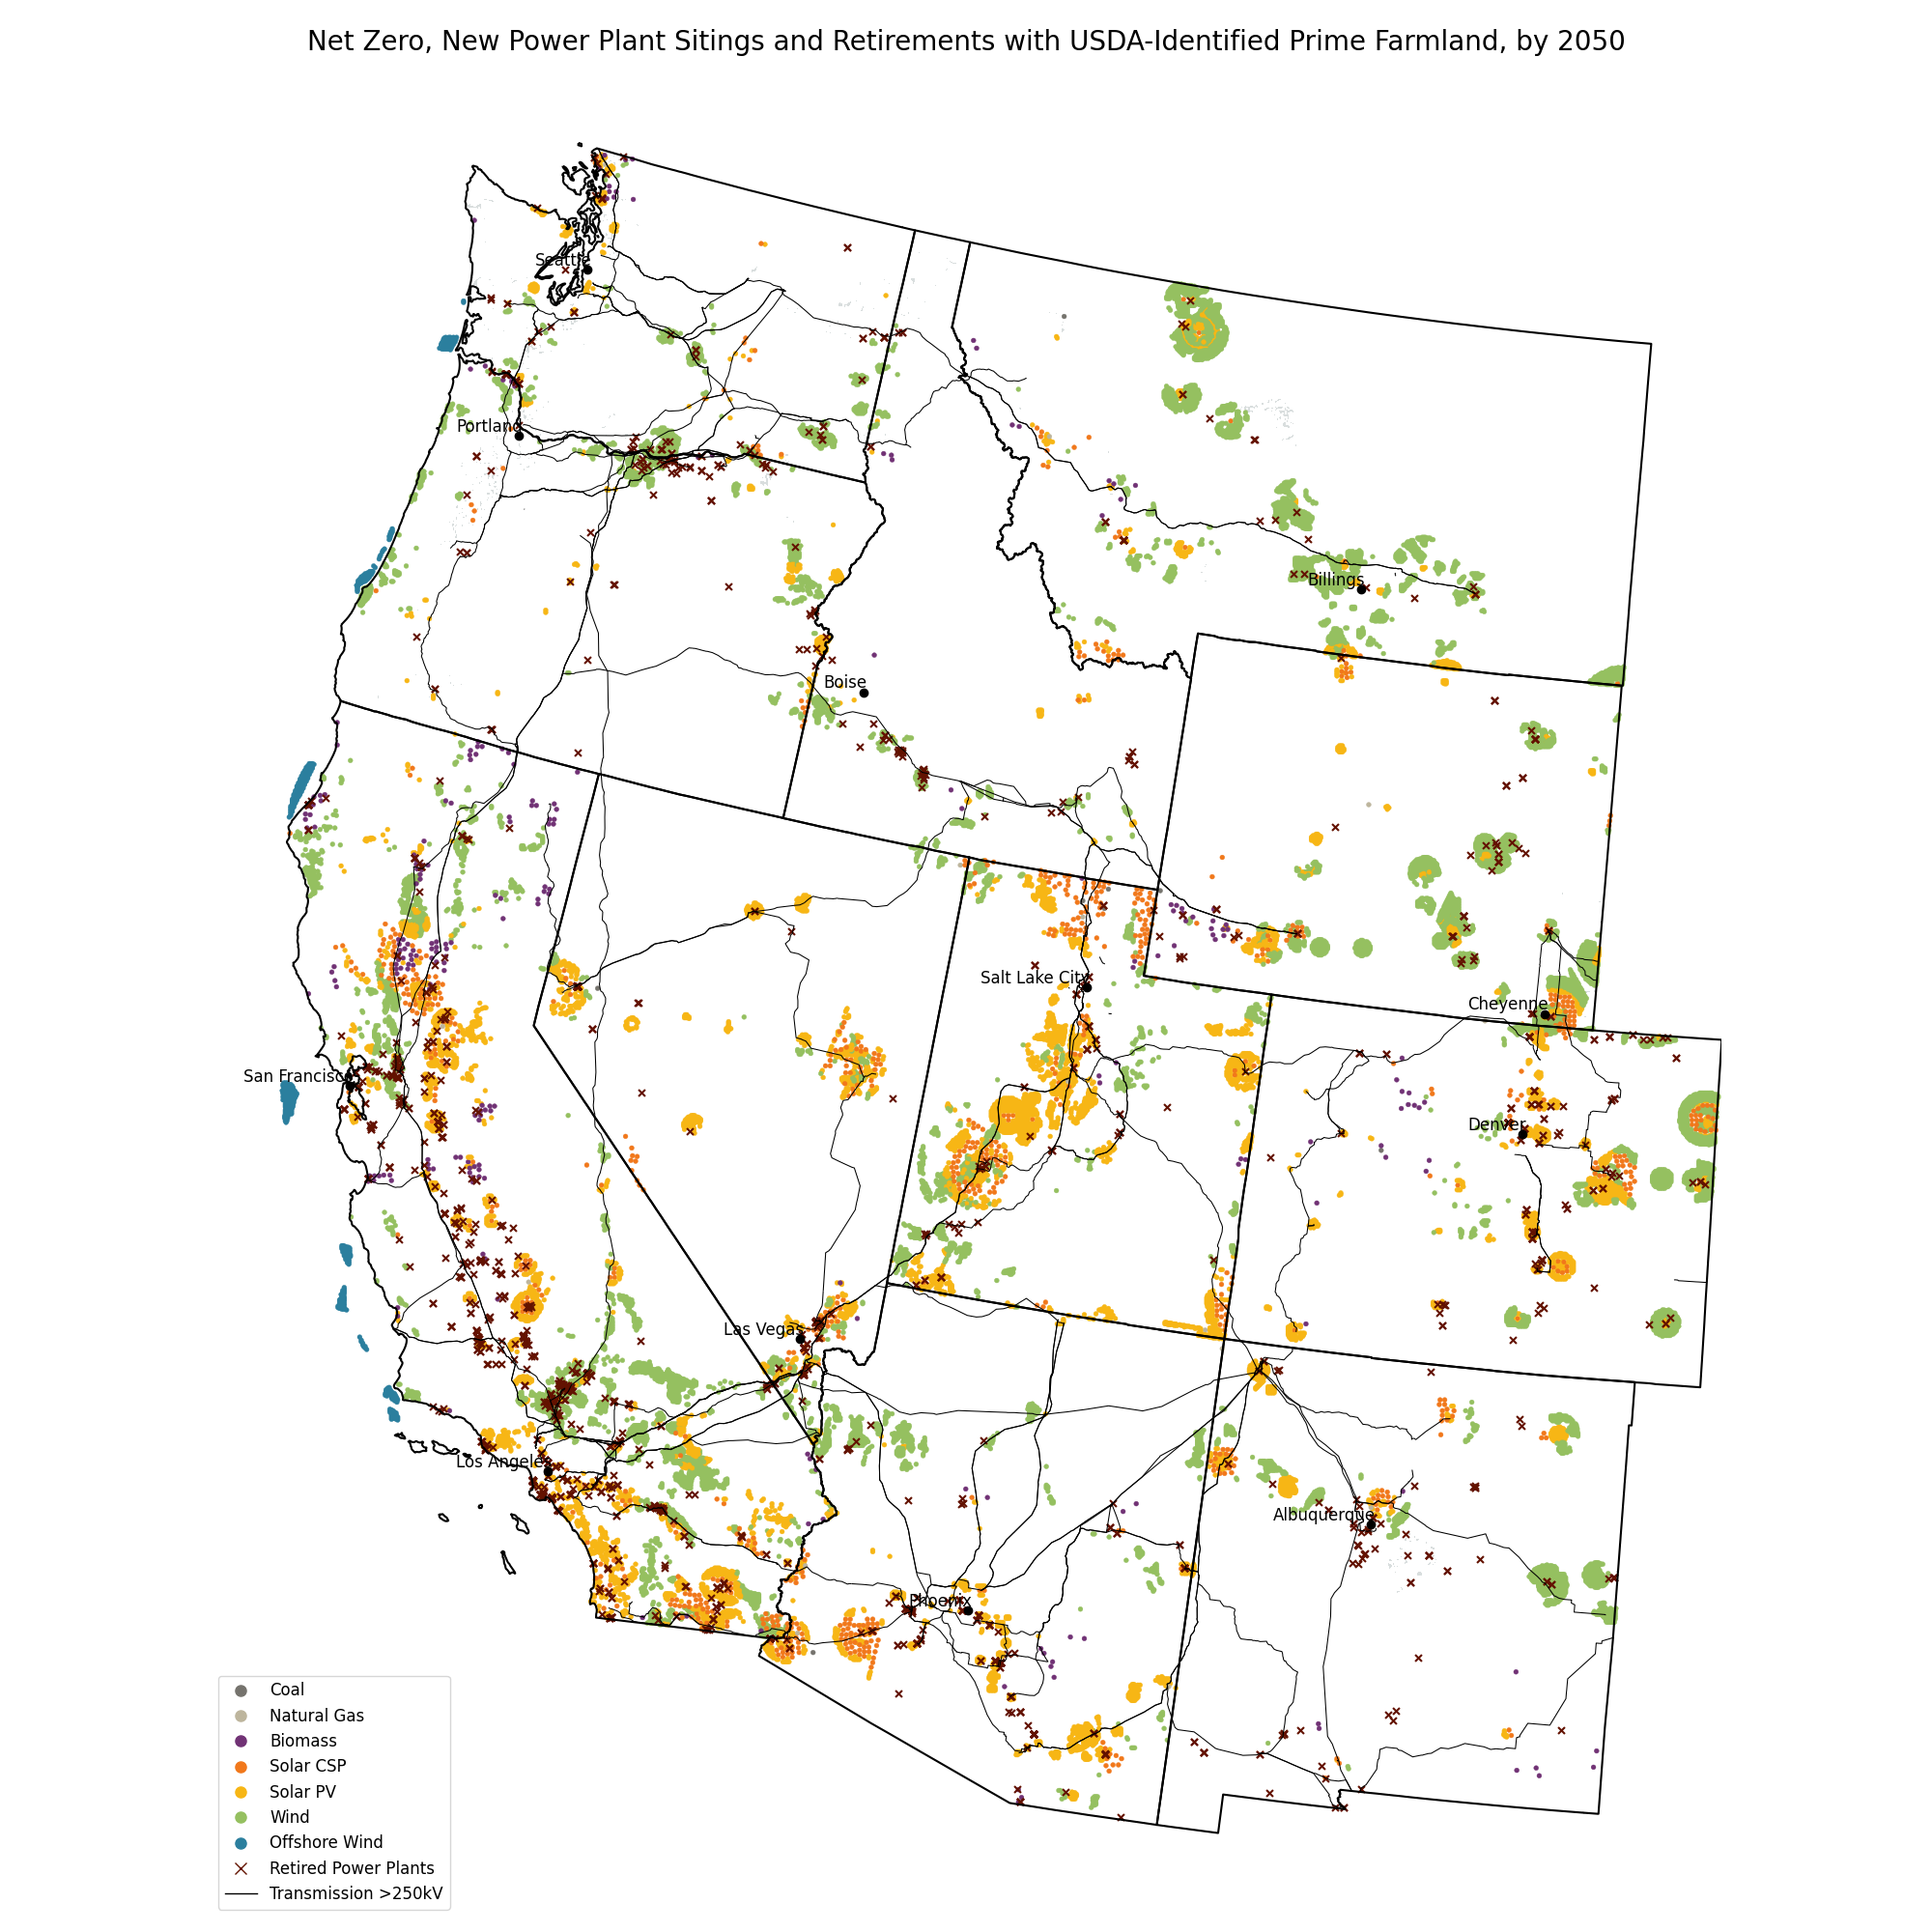 Net Zero, New Power Plant Sitings and Retirements with USDA-Identified Prime Farmland, by 2050
Seattle
Portland
Billings
Boise
Salt Lake City
Cheyenne
San Francisco
Denver
Las Vegas
Los Angeles
Albuquerque
Phoenix
Coal
Natural Gas
Biomass
Solar CSP
Solar PV
Wind
Offshore Wind
Retired Power Plants
Transmission >250kV